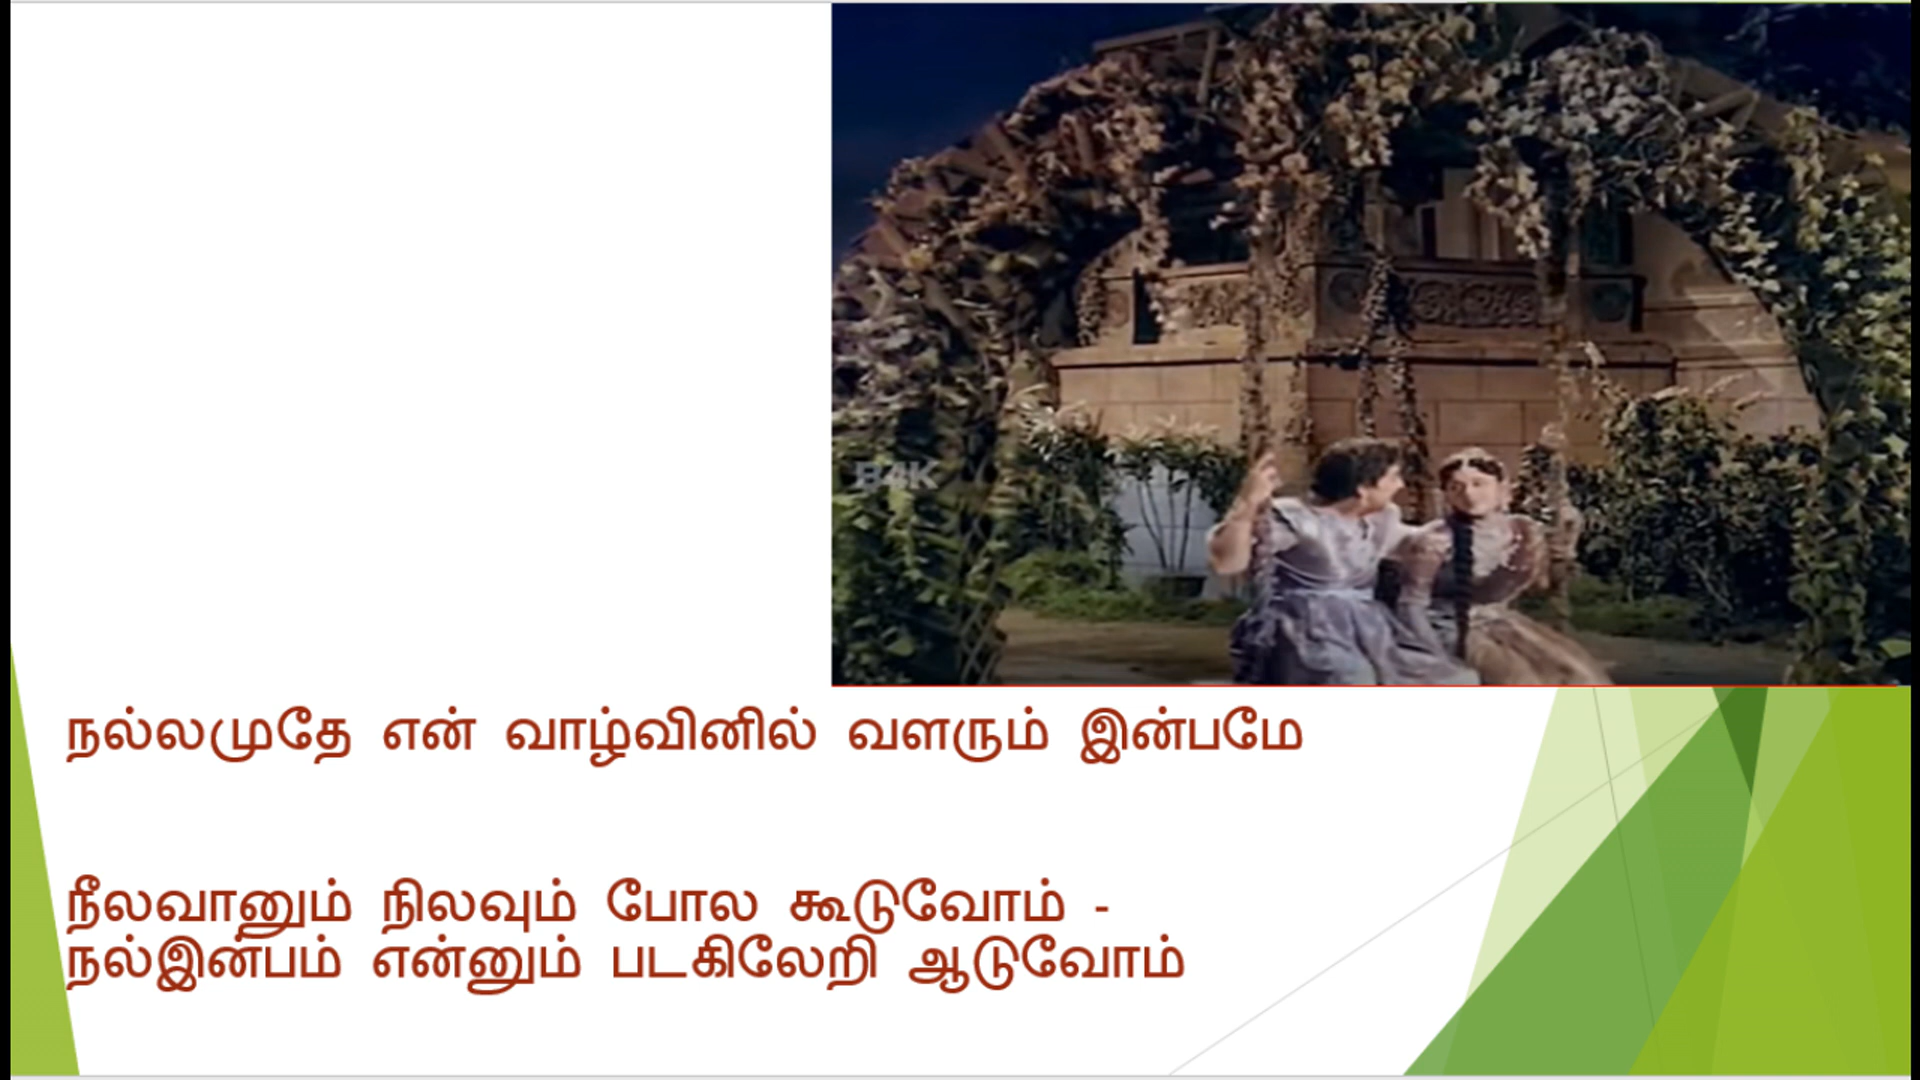 B4K
நல்லமுதே என் வாழ்வினில் வளரும் இன்பமே
நீலவானும் நிலவும் போல கூடுவோம் -
நல்இன்பம் என்னும் படகிலேறி ஆடுவோம்